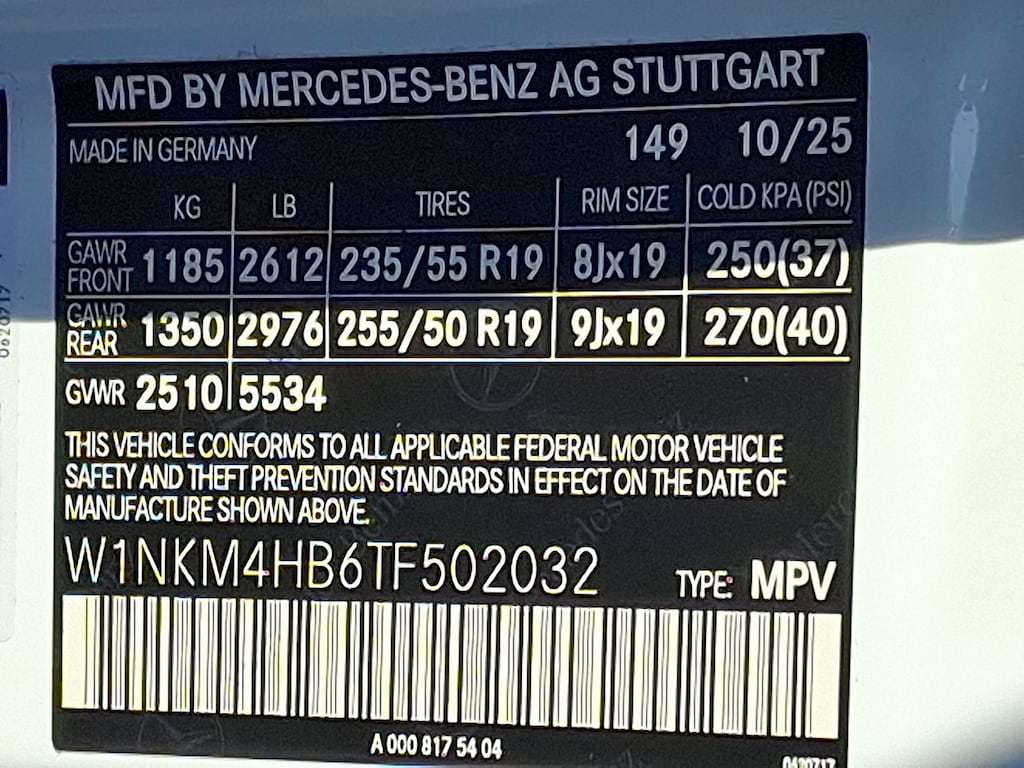 MFD BY MERCEDES-BENZ AG STUTTGART
MADE IN GERMANY 149 10/25
KG LB TIRES RIM SIZE COLD KPA (PSI)
GAWR FRONT 1185 2612 235/55 R19 8Jx19 250(37)
GAWR REAR 1350 2976 255/50 R19 9Jx19 270(40)
GVWR 2510 5534
THIS VEHICLE CONFORMS TO ALL APPLICABLE FEDERAL MOTOR VEHICLE
SAFETY AND THEFT PREVENTION STANDARDS IN EFFECT ON THE DATE OF
MANUFACTURE SHOWN ABOVE.
W1NKM4HB6TF502032 TYPE: MPV
A 000 817 54 04